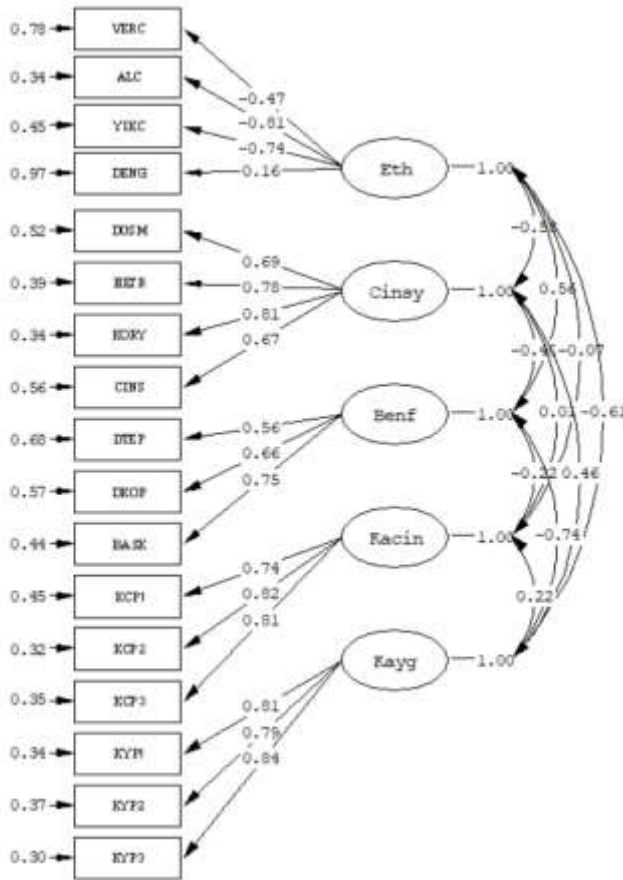 0.78 VERC
-0.47
0.34 ALC
-0.81
0.45 YIKC
-0.74
0.97 DENG
0.16
Eth 1.00
0.52
0.69
0.39
0.78
Cinsy 1.00
0.56
0.34 KORY
0.81
0.56 CINS
0.67
-0.07
0.68 DTEP
0.56
Benf 1.00
0.01
-0.61
0.57 DKOP
0.66
0.44 BASK
0.75
0.46
Kacin 1.00
-0.74
0.45 KCP1
0.74
0.32 KCP2
0.82
0.22
0.35 KCP3
0.81
Kayg 1.00
0.34 KYP1
0.81
0.37 KYP2
0.79
0.30 KYP3
0.84